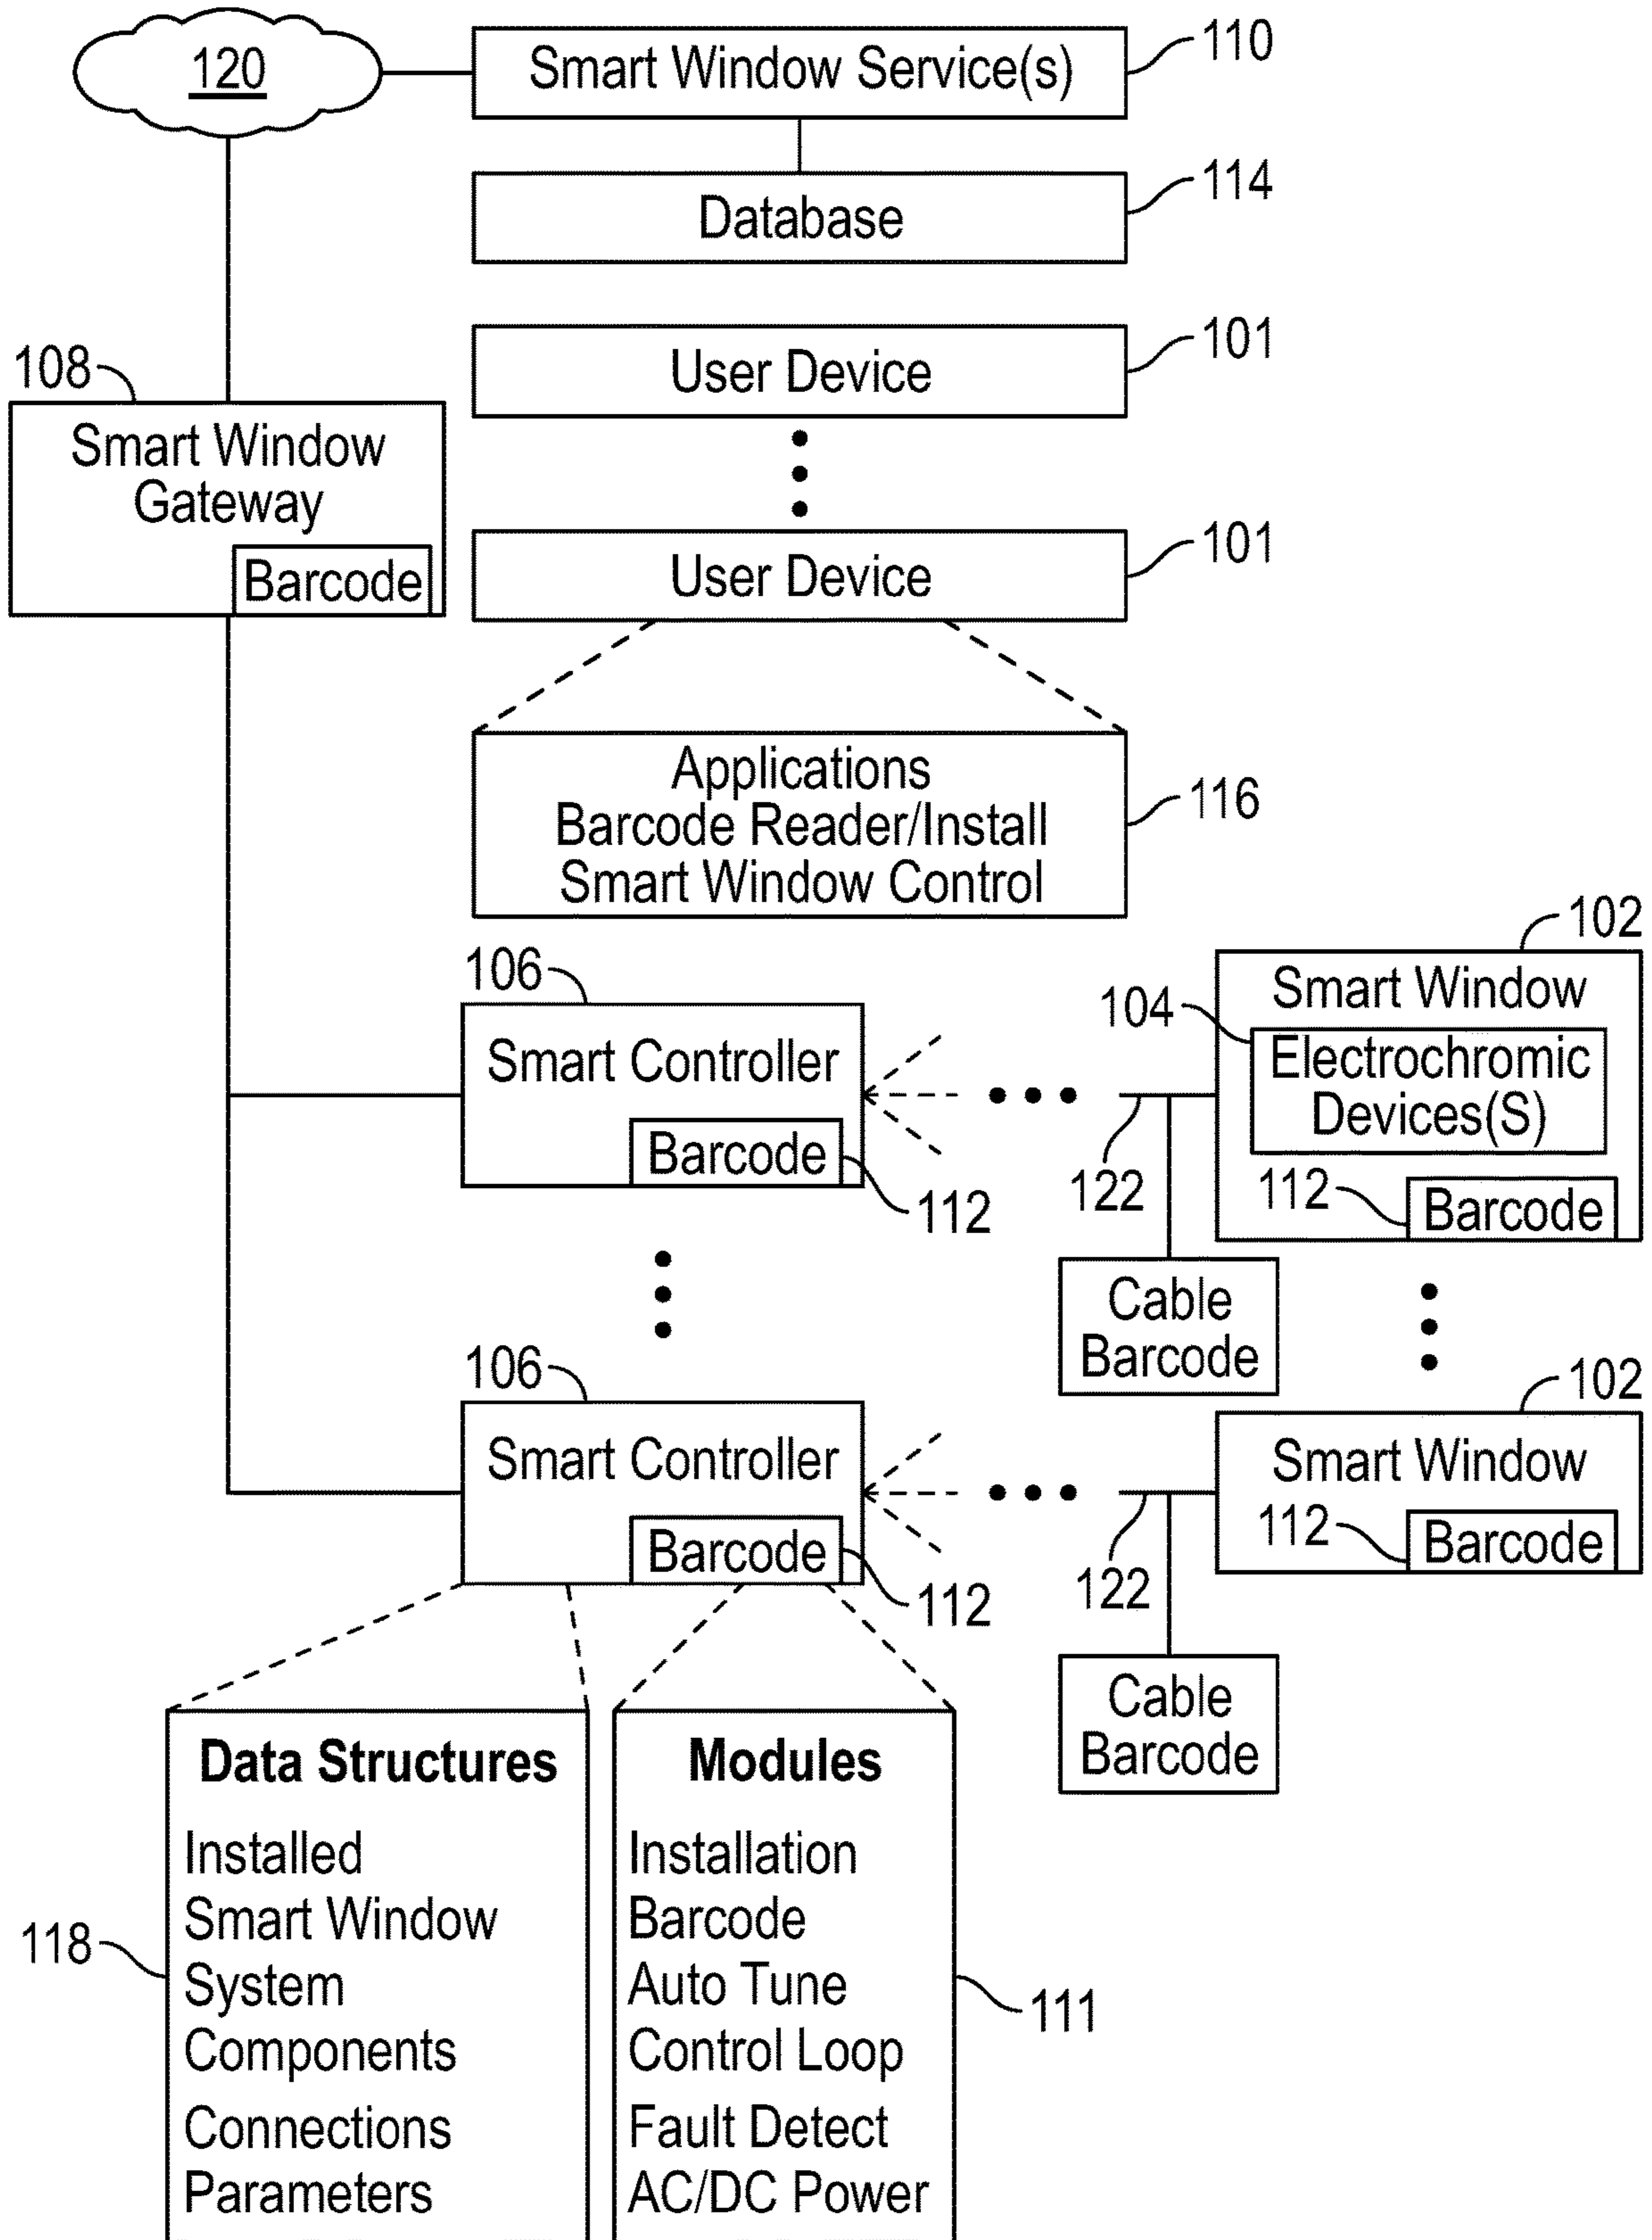 120
Smart Window Service(s)
110
Database
114
User Device
101
108
Smart Window
Gateway
Barcode
User Device
101
Applications
Barcode Reader/Install
Smart Window Control
116
106
Smart Controller
Barcode
112
122
Cable
Barcode
102
Smart Window
104
Electrochromic
Devices(S)
112
Barcode
106
Smart Controller
Barcode
112
122
Cable
Barcode
102
Smart Window
112
Barcode
118
Data Structures
Installed
Smart Window
System
Components
Connections
Parameters
Modules
Installation
Barcode
Auto Tune
Control Loop
Fault Detect
AC/DC Power
111